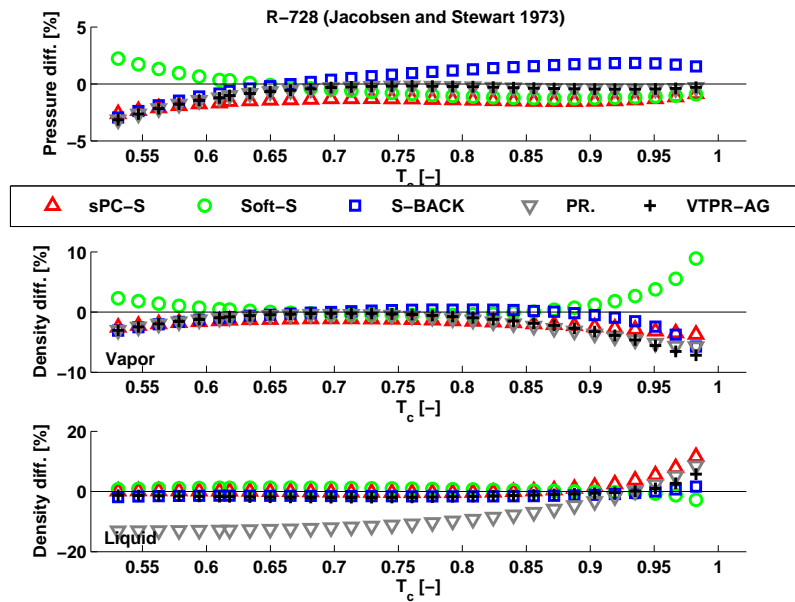 R−728 (Jacobsen and Stewart 1973)
Pressure diff. [%]
5
0
−5
0.55 0.6 0.65 0.7 0.75 0.8 0.85 0.9 0.95 1
T_c [−]
sPC−S Soft−S S−BACK PR. VTPR−AG
Density diff. [%]
10
0
−10
Vapor
0.55 0.6 0.65 0.7 0.75 0.8 0.85 0.9 0.95 1
T_c [−]
Density diff. [%]
20
0
−20
Liquid
0.55 0.6 0.65 0.7 0.75 0.8 0.85 0.9 0.95 1
T_c [−]